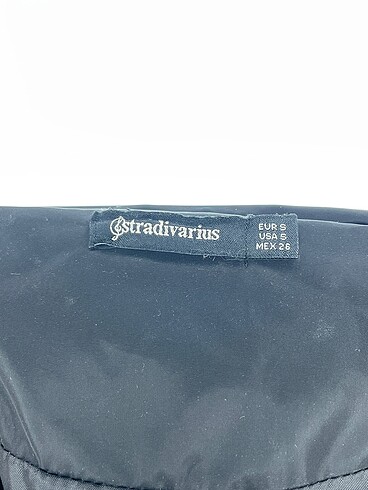 stradivarius
EUR S
USA S
MEX 26